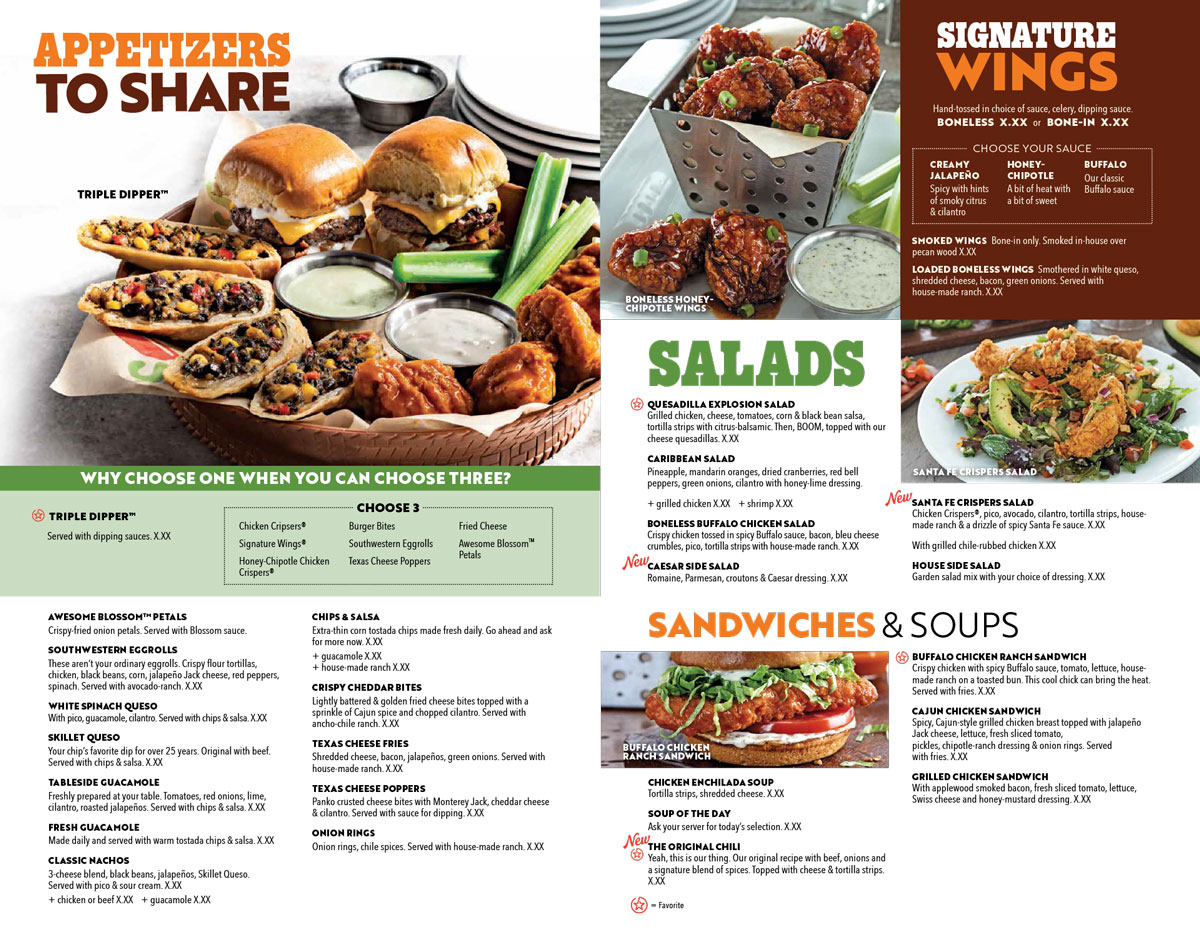 APPETIZERS
TO SHARE
TRIPLE DIPPER™
WHY CHOOSE ONE WHEN YOU CAN CHOOSE THREE?
TRIPLE DIPPER™
Served with dipping sauces. X.XX
CHOOSE 3
Chicken Cripsers®
Signature Wings®
Honey-Chipotle Chicken
Crispers®
Burger Bites
Southwestern Eggrolls
Texas Cheese Poppers
Fried Cheese
Awesome Blossom™
Petals
AWESOME BLOSSOM™ PETALS
Crispy-fried onion petals. Served with Blossom sauce.
SOUTHWESTERN EGGROLLS
These aren't your ordinary eggrolls. Crispy flour tortillas,
chicken, black beans, corn, jalapeño Jack cheese, red peppers,
spinach. Served with avocado-ranch. X.XX
WHITE SPINACH QUESO
With pico, guacamole, cilantro. Served with chips & salsa. X.XX
SKILLET QUESO
Your chip's favorite dip for over 25 years. Original with beef.
Served with chips & salsa. X.XX
TABLESIDE GUACAMOLE
Freshly prepared at your table. Tomatoes, red onions, lime,
cilantro, roasted jalapeños. Served with chips & salsa. X.XX
FRESH GUACAMOLE
Made daily and served with warm tostada chips & salsa. X.XX
CLASSIC NACHOS
3-cheese blend, black beans, jalapeños, Skillet Queso.
Served with pico & sour cream. X.XX
+ chicken or beef X.XX + guacamole X.XX
CHIPS & SALSA
Extra-thin corn tostada chips made fresh daily. Go ahead and ask
for more now. X.XX
+ guacamole X.XX
+ house-made ranch X.XX
CRISPY CHEDDAR BITES
Lightly battered & golden fried cheese bites topped with a
sprinkle of Cajun spice and chopped cilantro. Served with
ancho-chile ranch. X.XX
TEXAS CHEESE FRIES
Shredded cheese, bacon, jalapeños, green onions. Served with
house-made ranch. X.XX
TEXAS CHEESE POPPERS
Panko crusted cheese bites with Monterey Jack, cheddar cheese
& cilantro. Served with sauce for dipping. X.XX
ONION RINGS
Onion rings, chile spices. Served with house-made ranch. X.XX
BONELESS HONEY-
CHIPOTLE WINGS
SIGNATURE
WINGS
Hand-tossed in choice of sauce, celery, dipping sauce.
BONELESS X.XX or BONE-IN X.XX
CHOOSE YOUR SAUCE
CREAMY
JALAPEÑO
Spicy with hints
of smoky citrus
& cilantro
HONEY-
CHIPOTLE
A bit of heat with
a bit of sweet
BUFFALO
Our classic
Buffalo sauce
SMOKED WINGS Bone-in only. Smoked in-house over
pecan wood X.XX
LOADED BONELESS WINGS Smothered in white queso,
shredded cheese, bacon, green onions. Served with
house-made ranch. X.XX
SALADS
QUESADILLA EXPLOSION SALAD
Grilled chicken, cheese, tomatoes, corn & black bean salsa,
tortilla strips with citrus-balsamic. Then, BOOM, topped with our
cheese quesadillas. X.XX
CARIBBEAN SALAD
Pineapple, mandarin oranges, dried cranberries, red bell
peppers, green onions, cilantro with honey-lime dressing.
+ grilled chicken X.XX + shrimp X.XX
BONELESS BUFFALO CHICKEN SALAD
Crispy chicken tossed in spicy Buffalo sauce, bacon, bleu cheese
crumbles, pico, tortilla strips with house-made ranch. X.XX
New
CAESAR SIDE SALAD
Romaine, Parmesan, croutons & Caesar dressing. X.XX
SANTA FE CRISPERS SALAD
New
SANTA FE CRISPERS SALAD
Chicken Crispers®, pico, avocado, cilantro, tortilla strips, house-
made ranch & a drizzle of spicy Santa Fe sauce. X.XX
With grilled chile-rubbed chicken X.XX
HOUSE SIDE SALAD
Garden salad mix with your choice of dressing. X.XX
SANDWICHES & SOUPS
BUFFALO CHICKEN
RANCH SANDWICH
CHICKEN ENCHILADA SOUP
Tortilla strips, shredded cheese. X.XX
SOUP OF THE DAY
Ask your server for today's selection. X.XX
New
THE ORIGINAL CHILI
Yeah, this is our thing. Our original recipe with beef, onions and
a signature blend of spices. Topped with cheese & tortilla strips.
X.XX
= Favorite
BUFFALO CHICKEN RANCH SANDWICH
Crispy chicken with spicy Buffalo sauce, tomato, lettuce, house-
made ranch on a toasted bun. This cool chick can bring the heat.
Served with fries. X.XX
CAJUN CHICKEN SANDWICH
Spicy, Cajun-style grilled chicken breast topped with jalapeño
Jack cheese, lettuce, fresh sliced tomato,
pickles, chipotle-ranch dressing & onion rings. Served
with fries. X.XX
GRILLED CHICKEN SANDWICH
With applewood smoked bacon, fresh sliced tomato, lettuce,
Swiss cheese and honey-mustard dressing. X.XX